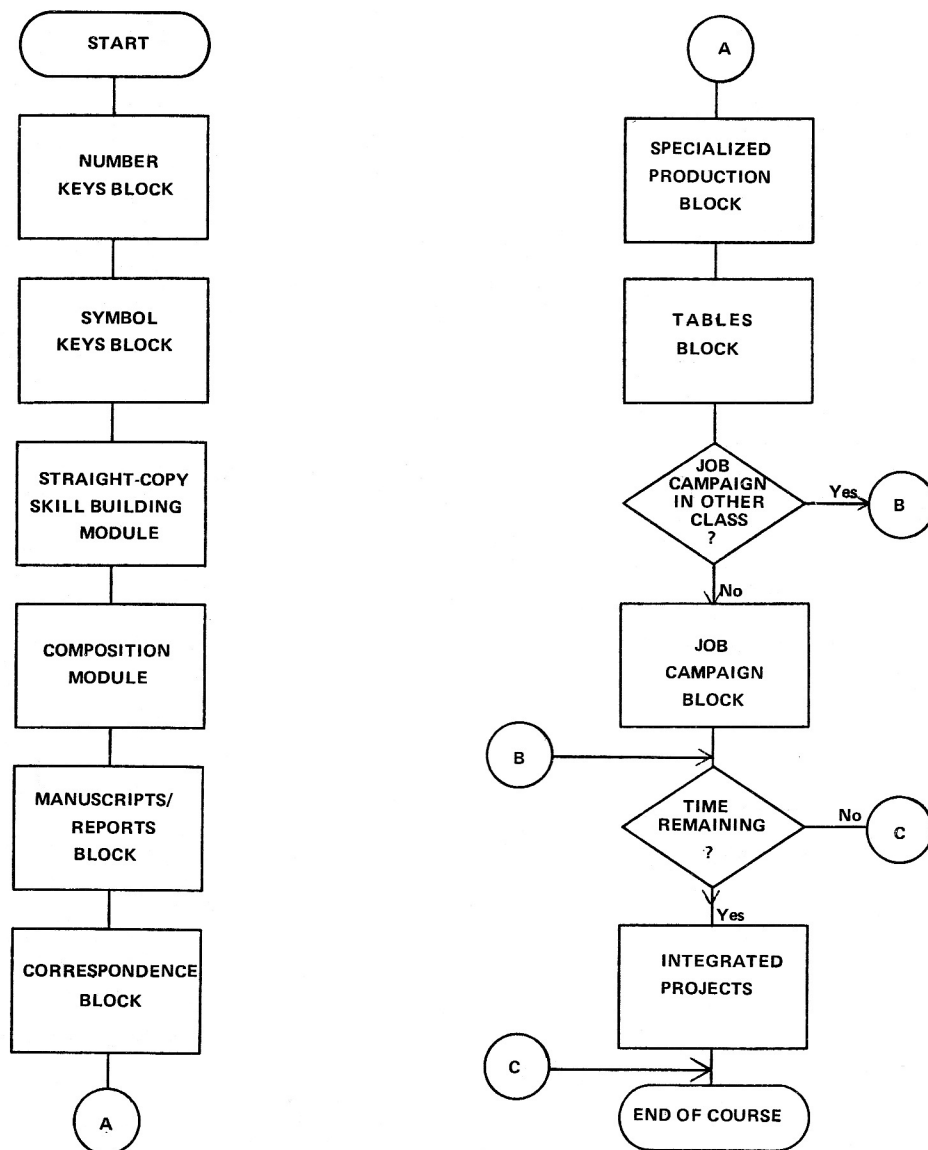 START
NUMBER
KEYS BLOCK
SYMBOL
KEYS BLOCK
STRAIGHT-COPY
SKILL BUILDING
MODULE
COMPOSITION
MODULE
MANUSCRIPTS/
REPORTS
BLOCK
CORRESPONDENCE
BLOCK
A
A
SPECIALIZED
PRODUCTION
BLOCK
TABLES
BLOCK
JOB
CAMPAIGN
IN OTHER
CLASS
?
Yes
B
No
JOB
CAMPAIGN
BLOCK
B
TIME
REMAINING
?
No
C
Yes
INTEGRATED
PROJECTS
C
END OF COURSE